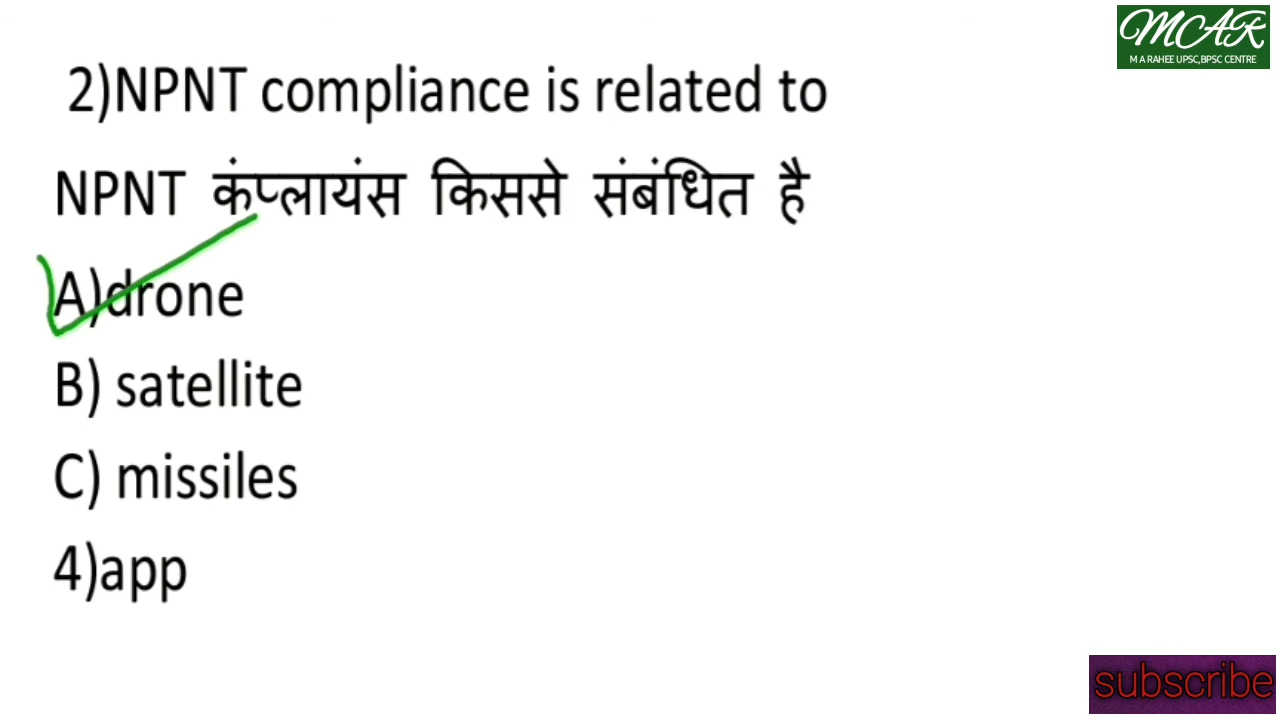 MCAR
M A RAHEE UPSC,BPSC CENTRE
2)NPNT compliance is related to
NPNT कंप्लायंस किससे संबंधित है
A)drone
B) satellite
C) missiles
4)app
subscribe